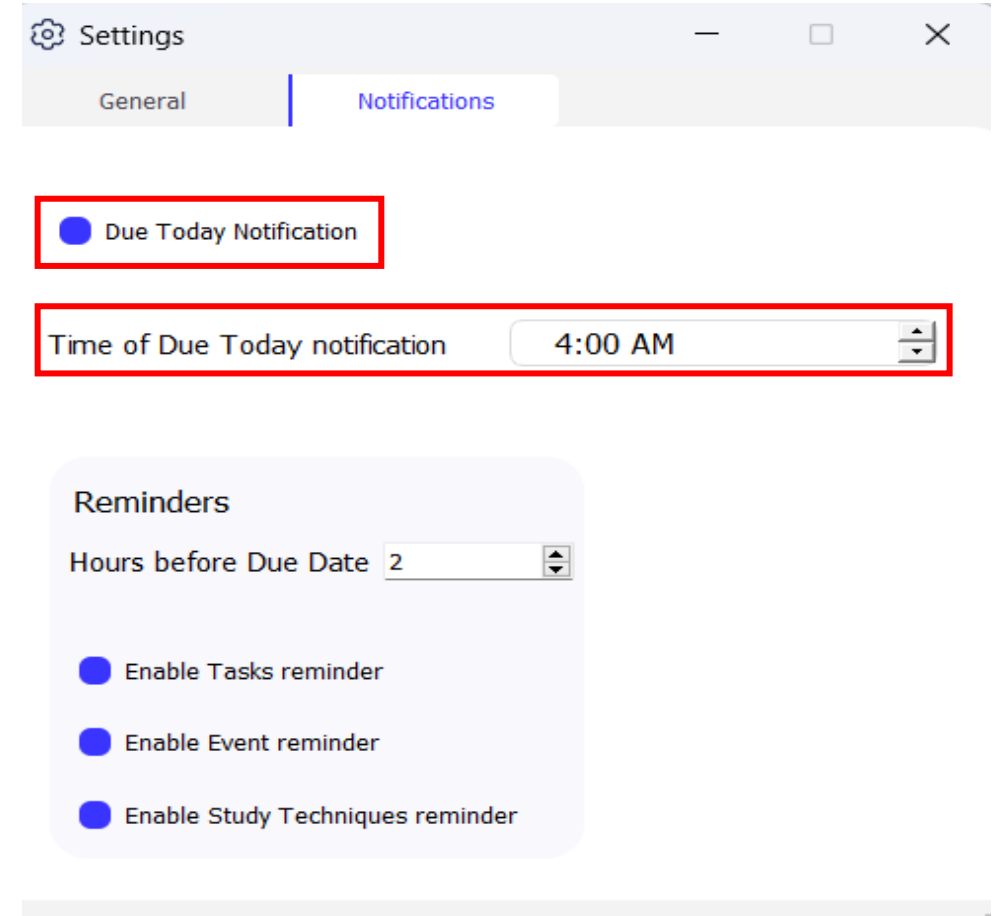 Settings
General
Notifications
Due Today Notification
Time of Due Today notification 4:00 AM
Reminders
Hours before Due Date 2
Enable Tasks reminder
Enable Event reminder
Enable Study Techniques reminder